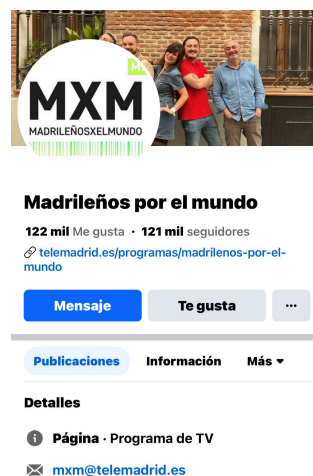 M
MXM
MADRILEÑOSXELMUNDO
Madrileños por el mundo
122 mil Me gusta · 121 mil seguidores
telemadrid.es/programas/madrilenos-por-el-
mundo
Mensaje
Te gusta
...
Publicaciones Información Más
Detalles
Página · Programa de TV
mxm@telemadrid.es